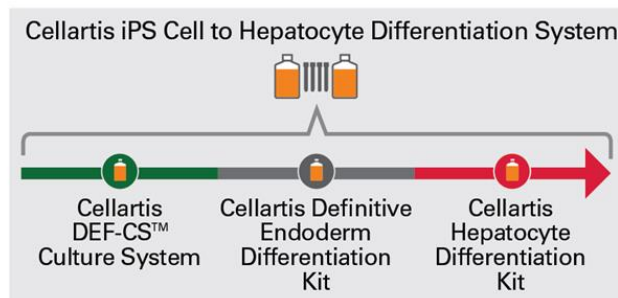 Cellartis iPS Cell to Hepatocyte Differentiation System
Cellartis
DEF-CS™
Culture System
Cellartis Definitive
Endoderm
Differentiation
Kit
Cellartis
Hepatocyte
Differentiation
Kit